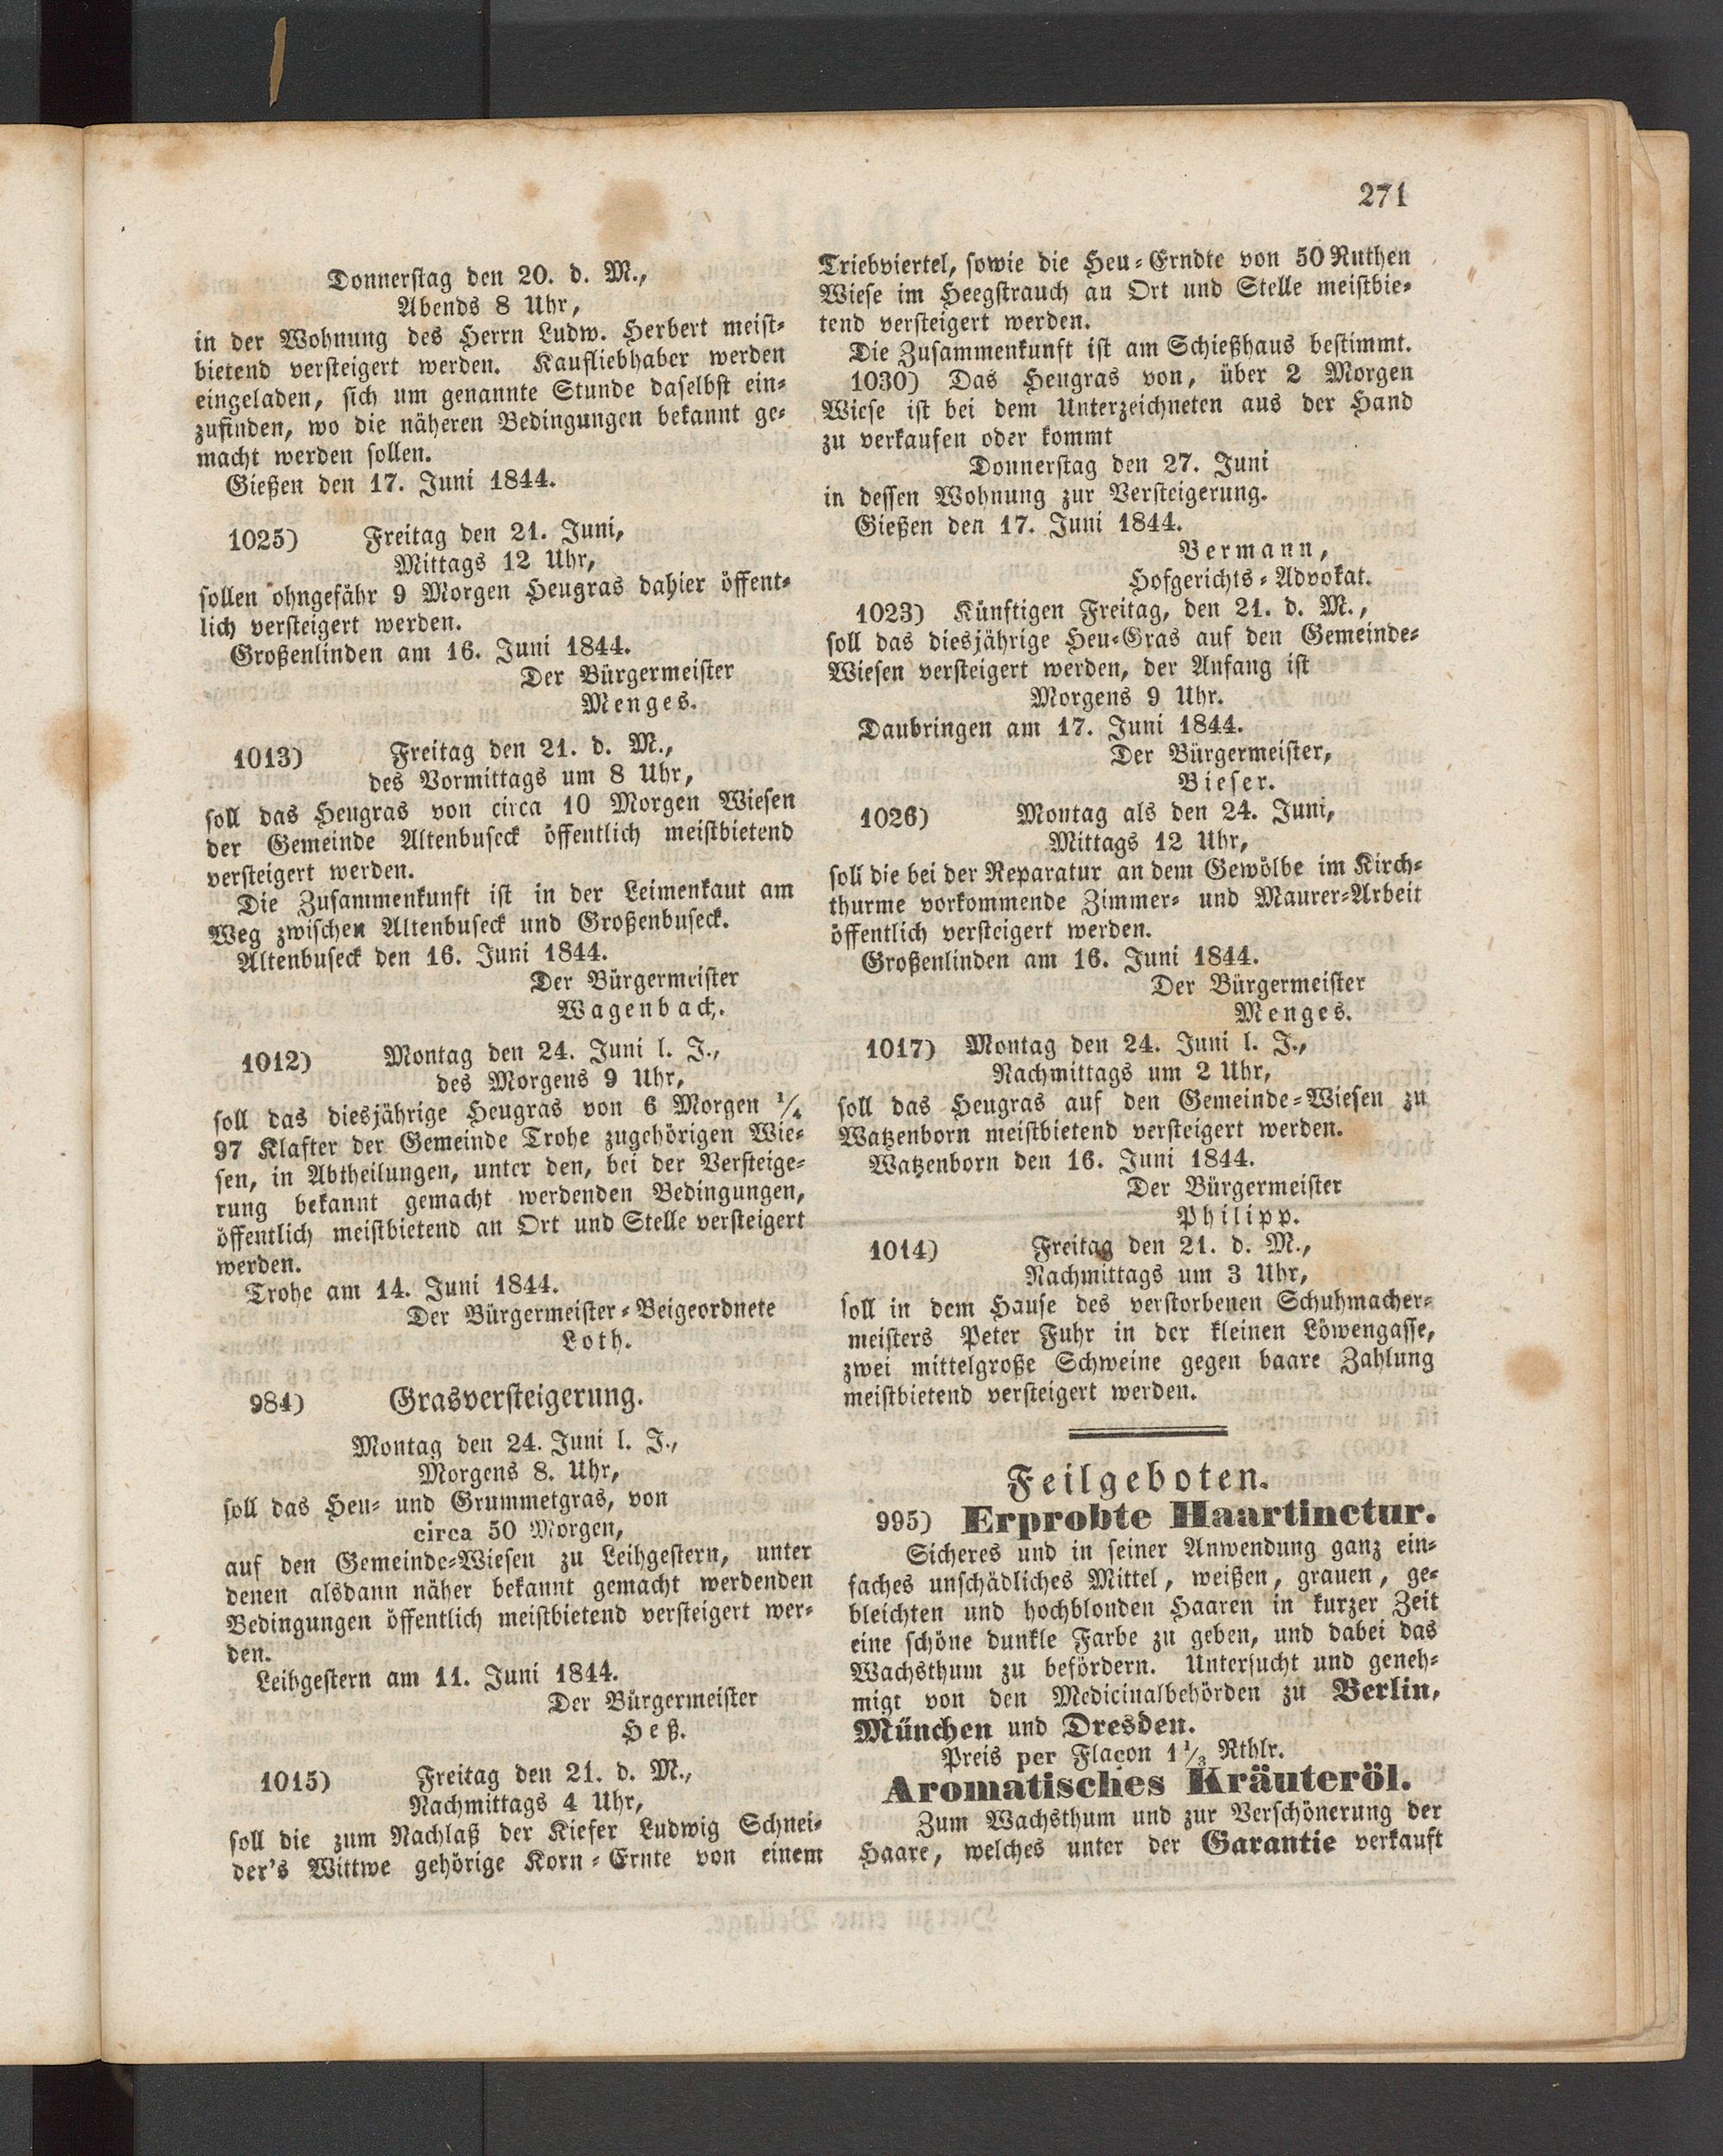 271
Donnerstag den 20. d. M.,
Abends 8 Uhr,
in der Wohnung des Herrn Ludw. Herbert meist-
bietend versteigert werden. Kaufliebhaber werden
eingeladen, sich um genannte Stunde daselbst ein-
zufinden, wo die näheren Bedingungen bekannt ge-
macht werden sollen.
Gießen den 17. Juni 1844.
1025) Freitag den 21. Juni,
Mittags 12 Uhr,
sollen ohngefähr 9 Morgen Heugras dahier öffent-
lich versteigert werden.
Großenlinden am 16. Juni 1844.
Der Bürgermeister
Menges.
1013) Freitag den 21. d. M.,
des Vormittags um 8 Uhr,
soll das Heugras von circa 10 Morgen Wiesen
der Gemeinde Altenbuseck öffentlich meistbietend
versteigert werden.
Die Zusammenkunft ist in der Leimenkaut am
Weg zwischen Altenbuseck und Großenbuseck.
Altenbuseck den 16. Juni 1844.
Der Bürgermeister
Wagenbach.
1012) Montag den 24. Juni l. J.,
des Morgens 9 Uhr,
soll das diesjährige Heugras von 6 Morgen 1/4
97 Klafter der Gemeinde Trohe zugehörigen Wie-
sen, in Abtheilungen, unter den, bei der Versteige-
rung bekannt gemacht werdenden Bedingungen,
öffentlich meistbietend an Ort und Stelle versteigert
werden.
Trohe am 14. Juni 1844.
Der Bürgermeister-Beigeordnete
Loth.
984) Grasversteigerung.
Montag den 24. Juni l. J.,
Morgens 8. Uhr,
soll das Heu- und Grummetgras, von
circa 50 Morgen,
auf den Gemeinde-Wiesen zu Leihgestern, unter
denen alsdann näher bekannt gemacht werdenden
Bedingungen öffentlich meistbietend versteigert wer-
den.
Leihgestern am 11. Juni 1844.
Der Bürgermeister
Heß.
1015) Freitag den 21. d. M.,
Nachmittags 4 Uhr,
soll die zum Nachlaß der Kiefer Ludwig Schnei-
der's Wittwe gehörige Korn-Ernte von einem
Triebviertel, sowie die Heu-Erndte von 50 Ruthen
Wiese im Heegstrauch an Ort und Stelle meistbie-
tend versteigert werden.
Die Zusammenkunft ist am Schießhaus bestimmt.
1030) Das Heugras von, über 2 Morgen
Wiese ist bei dem Unterzeichneten aus der Hand
zu verkaufen oder kommt
Donnerstag den 27. Juni
in dessen Wohnung zur Versteigerung.
Gießen den 17. Juni 1844.
Bermann,
Hofgerichts-Advokat.
1023) Künftigen Freitag, den 21. d. M.,
soll das diesjährige Heu-Gras auf den Gemeinde-
Wiesen versteigert werden, der Anfang ist
Morgens 9 Uhr.
Daubringen am 17. Juni 1844.
Der Bürgermeister,
Bieser.
1026) Montag als den 24. Juni,
Mittags 12 Uhr,
soll die bei der Reparatur an dem Gewölbe im Kirch-
thurme vorkommende Zimmer- und Maurer-Arbeit
öffentlich versteigert werden.
Großenlinden am 16. Juni 1844.
Der Bürgermeister
Menges.
1017) Montag den 24. Juni l. J.,
Nachmittags um 2 Uhr,
soll das Heugras auf den Gemeinde-Wiesen zu
Watzenborn meistbietend versteigert werden.
Watzenborn den 16. Juni 1844.
Der Bürgermeister
Philipp.
1014) Freitag den 21. d. M.,
Nachmittags um 3 Uhr,
soll in dem Hause des verstorbenen Schuhmacher-
meisters Peter Fuhr in der kleinen Löwengasse,
zwei mittelgroße Schweine gegen baare Zahlung
meistbietend versteigert werden.
Feilgeboten.
995) Erprobte Haartinctur.
Sicheres und in seiner Anwendung ganz ein-
faches unschädliches Mittel, weißen, grauen, ge-
bleichten und hochblonden Haaren in kurzer Zeit
eine schöne dunkle Farbe zu geben, und dabei das
Wachsthum zu befördern. Untersucht und geneh-
migt von den Medicinalbehörden zu Berlin,
München und Dresden.
Preis per Flaçon 1 1/3 Rthlr.
Aromatisches Kräuteröl.
Zum Wachsthum und zur Verschönerung der
Haare, welches unter der Garantie verkauft